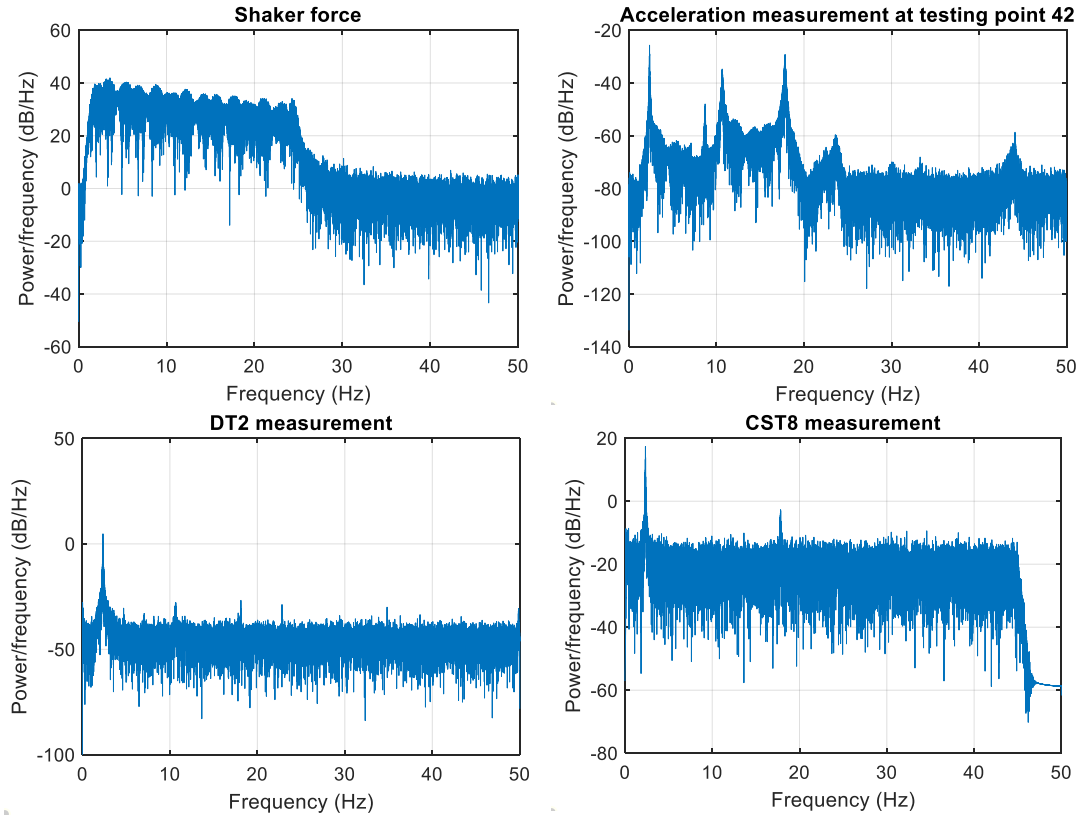 Shaker force
60
40
20
0
-20
-40
-60
Power/frequency (dB/Hz)
0 10 20 30 40 50
Frequency (Hz)
Acceleration measurement at testing point 42
-20
-40
-60
-80
-100
-120
-140
Power/frequency (dB/Hz)
0 10 20 30 40 50
Frequency (Hz)
DT2 measurement
50
0
-50
-100
Power/frequency (dB/Hz)
0 10 20 30 40 50
Frequency (Hz)
CST8 measurement
20
0
-20
-40
-60
-80
Power/frequency (dB/Hz)
0 10 20 30 40 50
Frequency (Hz)